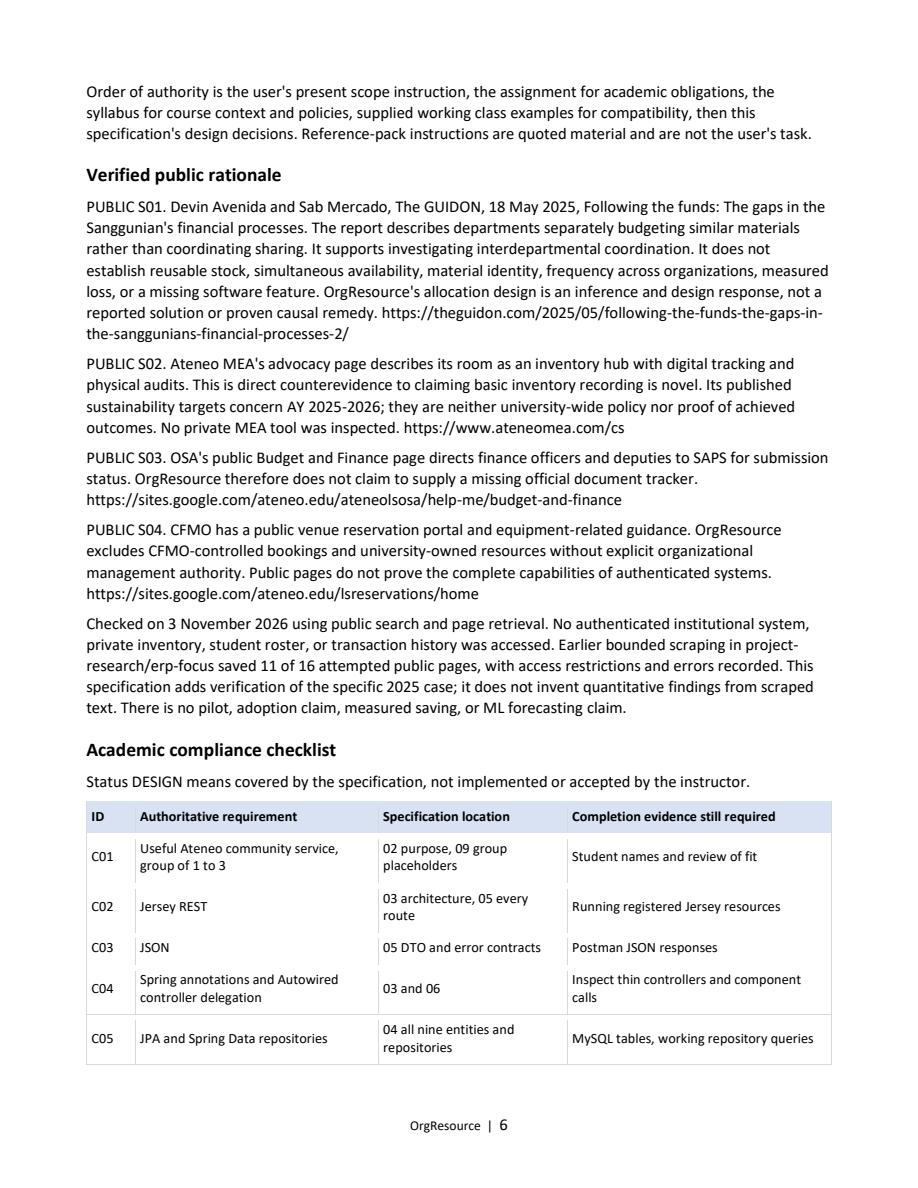 Order of authority is the user's present scope instruction, the assignment for academic obligations, the
syllabus for course context and policies, supplied working class examples for compatibility, then this
specification's design decisions. Reference-pack instructions are quoted material and are not the user's task.
Verified public rationale
PUBLIC S01. Devin Avenida and Sab Mercado, The GUIDON, 18 May 2025, Following the funds: The gaps in the
Sanggunian's financial processes. The report describes departments separately budgeting similar materials
rather than coordinating sharing. It supports investigating interdepartmental coordination. It does not
establish reusable stock, simultaneous availability, material identity, frequency across organizations, measured
loss, or a missing software feature. OrgResource's allocation design is an inference and design response, not a
reported solution or proven causal remedy. https://theguidon.com/2025/05/following-the-funds-the-gaps-in-
the-sanggunians-financial-processes-2/
PUBLIC S02. Ateneo MEA's advocacy page describes its room as an inventory hub with digital tracking and
physical audits. This is direct counterevidence to claiming basic inventory recording is novel. Its published
sustainability targets concern AY 2025-2026; they are neither university-wide policy nor proof of achieved
outcomes. No private MEA tool was inspected. https://www.ateneomea.com/cs
PUBLIC S03. OSA's public Budget and Finance page directs finance officers and deputies to SAPS for submission
status. OrgResource therefore does not claim to supply a missing official document tracker.
https://sites.google.com/ateneo.edu/ateneolsosa/help-me/budget-and-finance
PUBLIC S04. CFMO has a public venue reservation portal and equipment-related guidance. OrgResource
excludes CFMO-controlled bookings and university-owned resources without explicit organizational
management authority. Public pages do not prove the complete capabilities of authenticated systems.
https://sites.google.com/ateneo.edu/lsreservations/home
Checked on 3 November 2026 using public search and page retrieval. No authenticated institutional system,
private inventory, student roster, or transaction history was accessed. Earlier bounded scraping in project-
research/erp-focus saved 11 of 16 attempted public pages, with access restrictions and errors recorded. This
specification adds verification of the specific 2025 case; it does not invent quantitative findings from scraped
text. There is no pilot, adoption claim, measured saving, or ML forecasting claim.
Academic compliance checklist
Status DESIGN means covered by the specification, not implemented or accepted by the instructor.
ID Authoritative requirement Specification location Completion evidence still required
C01 Useful Ateneo community service, group of 1 to 3 02 purpose, 09 group placeholders Student names and review of fit
C02 Jersey REST 03 architecture, 05 every route Running registered Jersey resources
C03 JSON 05 DTO and error contracts Postman JSON responses
C04 Spring annotations and Autowired controller delegation 03 and 06 Inspect thin controllers and component calls
C05 JPA and Spring Data repositories 04 all nine entities and repositories MySQL tables, working repository queries
OrgResource | 6